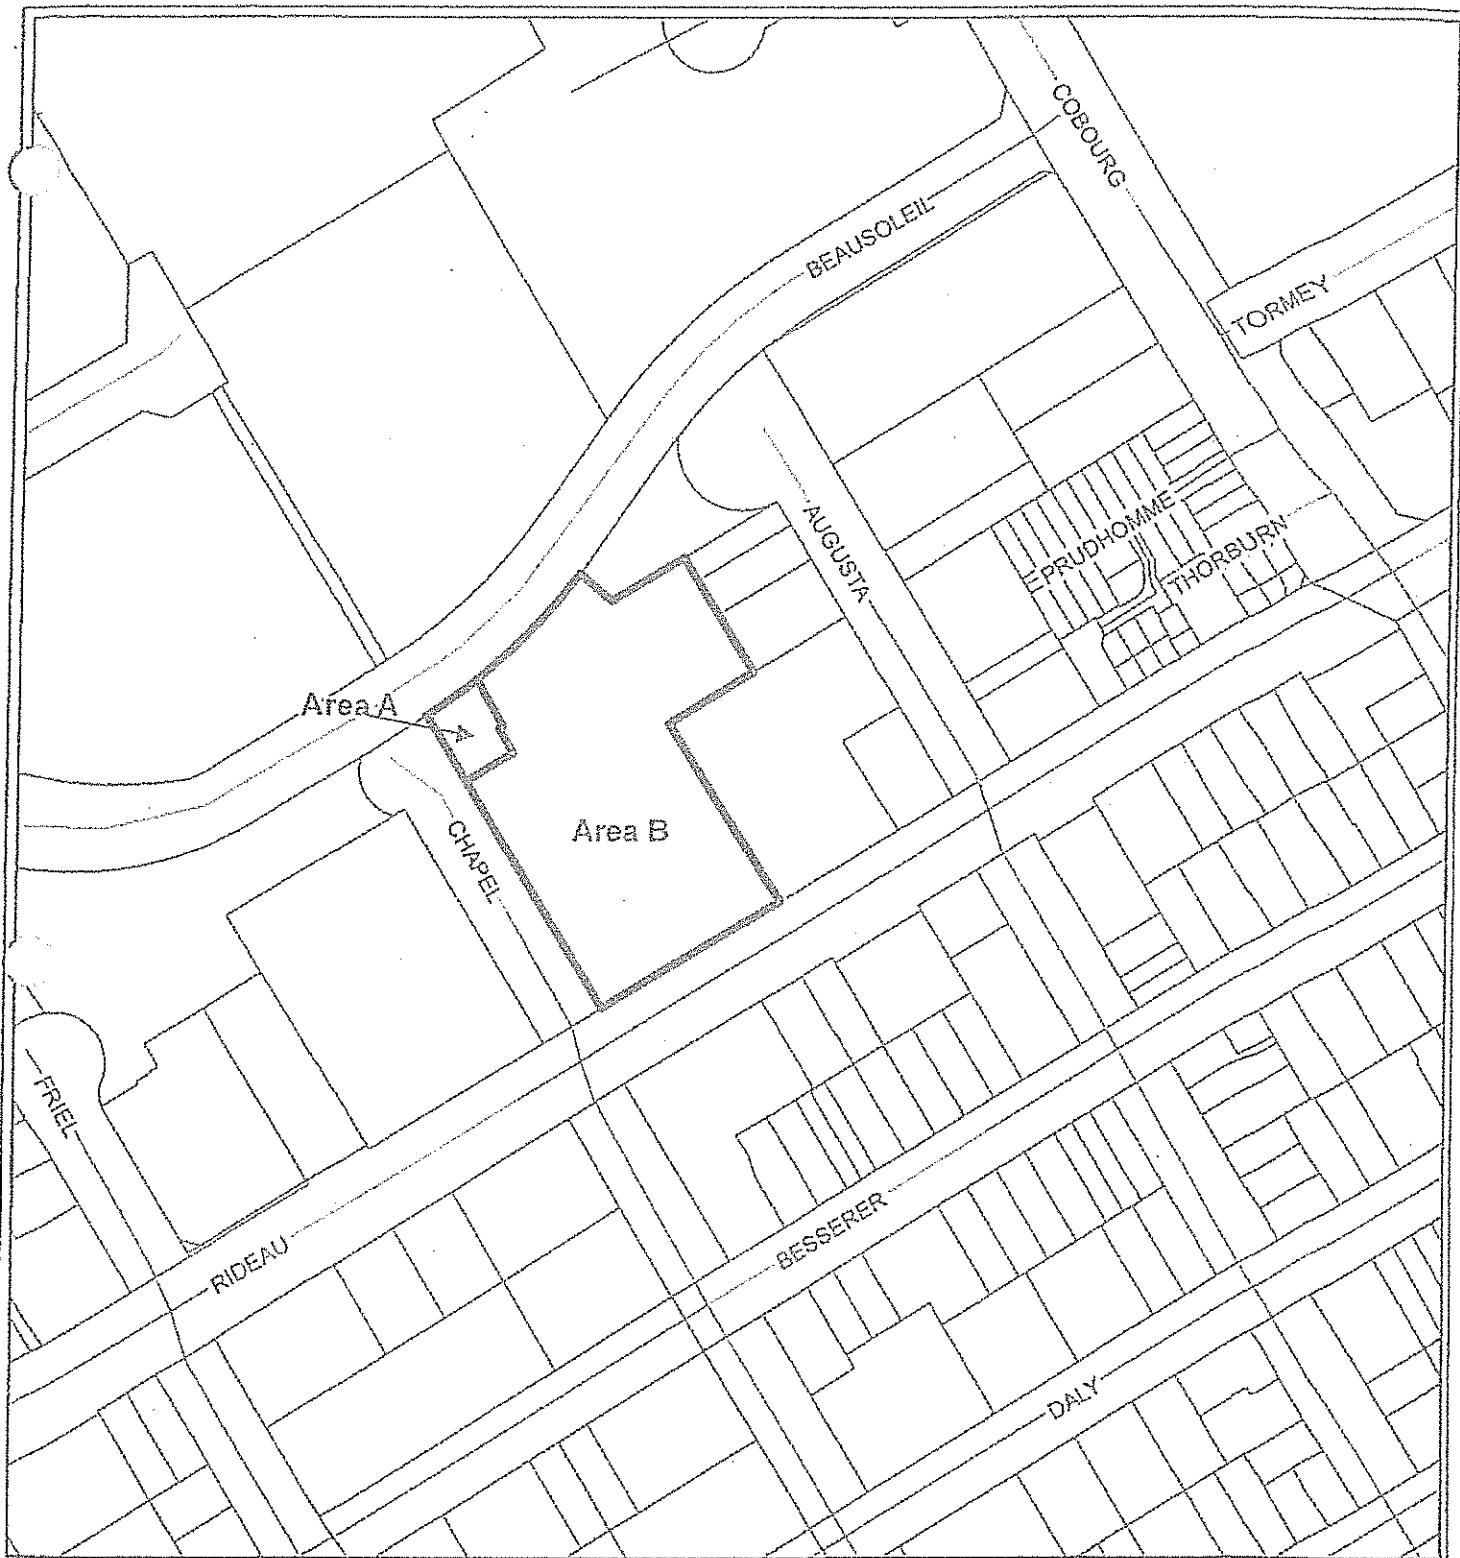 COBOURG
BEAUSOLEIL
TORMEY
AUGUSTA
PRUDHOMME
THORBURN
Area A
Area B
CHAPEL
FRIEL
RIDEAU
BESSERER
DALY